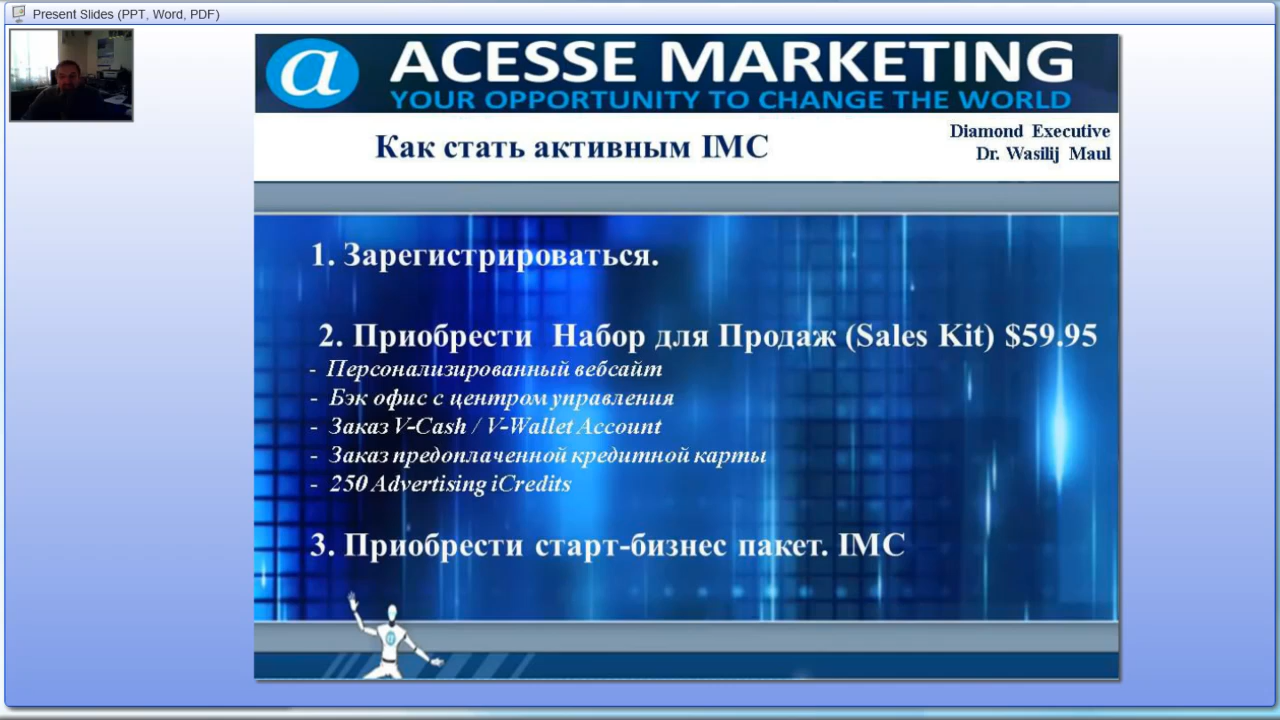 Present Slides (PPT, Word, PDF)
a ACESSE MARKETING
YOUR OPPORTUNITY TO CHANGE THE WORLD
Как стать активным IMC
Diamond Executive
Dr. Wasilij Maul
1. Зарегистрироваться.
2. Приобрести Набор для Продаж (Sales Kit) $59.95
- Персонализированный вебсайт
- Бэк офис с центром управления
- Заказ V-Cash / V-Wallet Account
- Заказ предоплаченной кредитной карты
- 250 Advertising iCredits
3. Приобрести старт-бизнес пакет. IMC